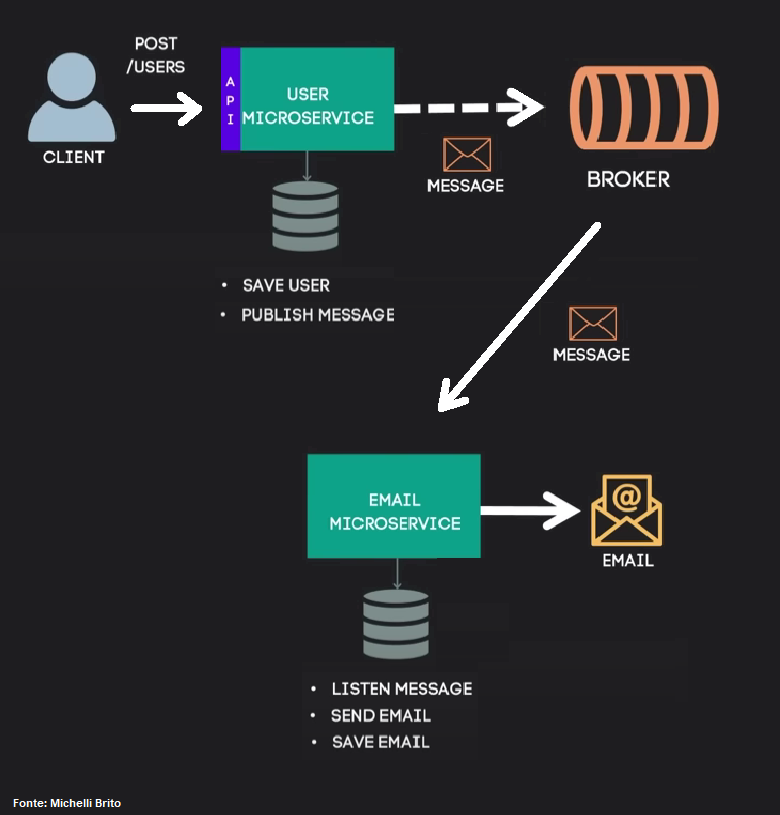 POST
/USERS
CLIENT
A
P
I
USER
MICROSERVICE
MESSAGE
BROKER
• SAVE USER
• PUBLISH MESSAGE
MESSAGE
EMAIL
MICROSERVICE
@
EMAIL
• LISTEN MESSAGE
• SEND EMAIL
• SAVE EMAIL
Fonte: Michelli Brito